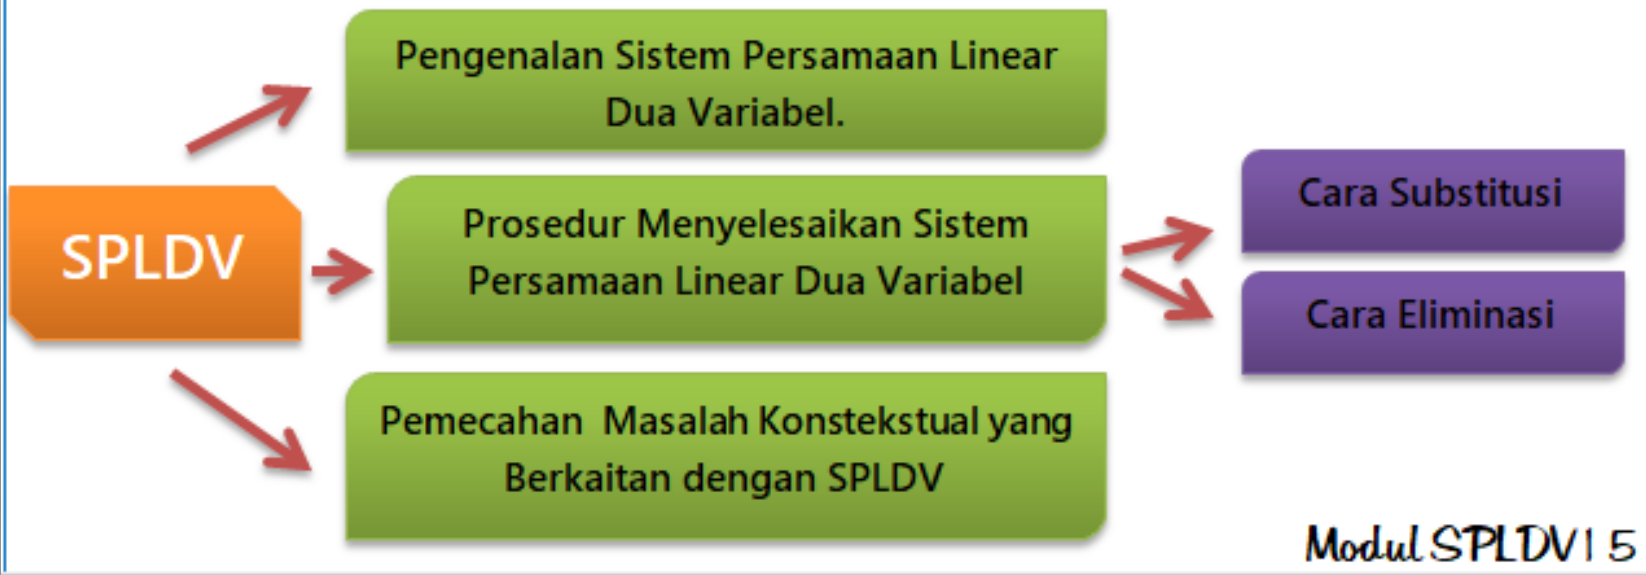 Pengenalan Sistem Persamaan Linear
Dua Variabel.
SPLDV
Prosedur Menyelesaikan Sistem
Persamaan Linear Dua Variabel
Cara Substitusi
Cara Eliminasi
Pemecahan Masalah Konstekstual yang
Berkaitan dengan SPLDV
Modul SPLDV| 5